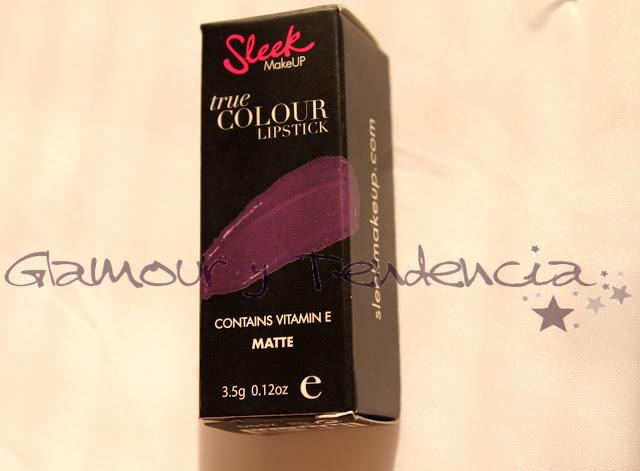 Sleek
MakeUP
true
COLOUR
LIPSTICK
sleekmakeup.com
Glamour y Tendencia
CONTAINS VITAMIN E
MATTE
3.5g 0.12oz e